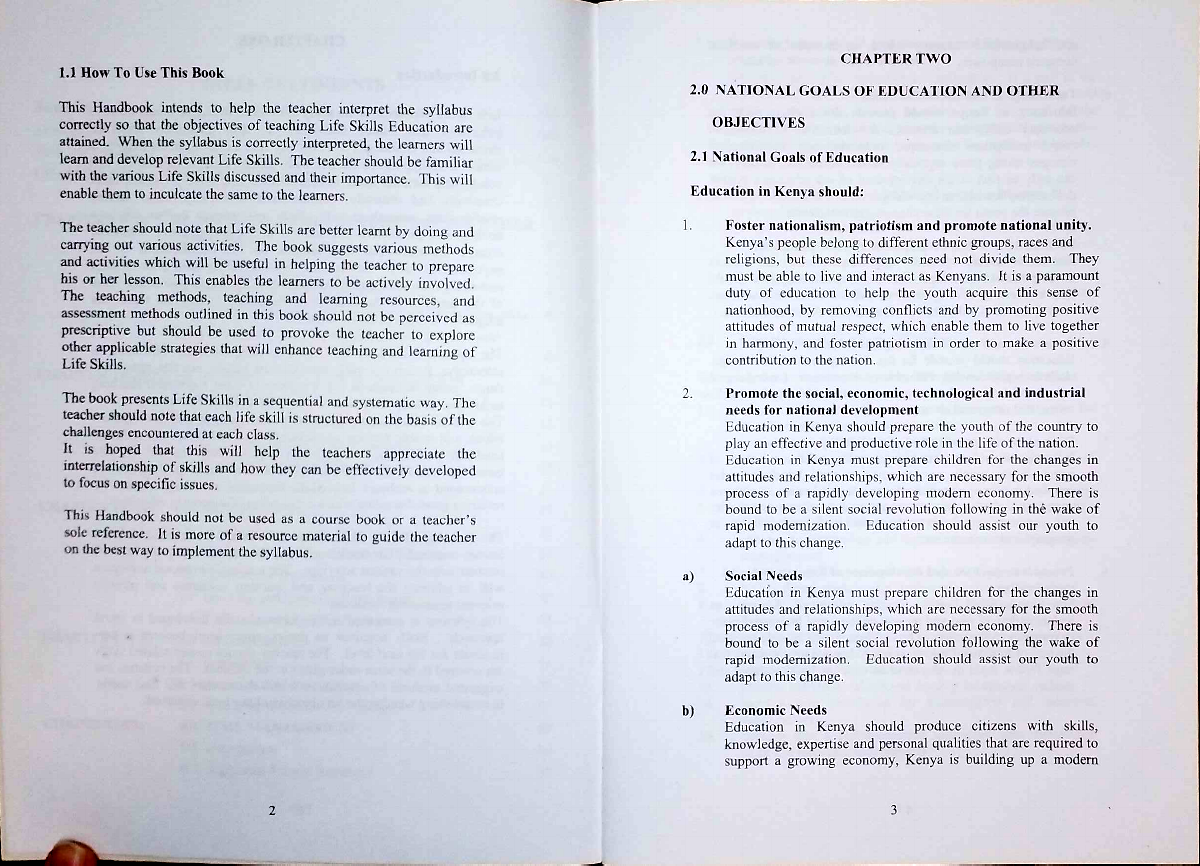 1.1 How To Use This Book
This Handbook intends to help the teacher interpret the syllabus
correctly so that the objectives of teaching Life Skills Education are
attained. When the syllabus is correctly interpreted, the learners will
learn and develop relevant Life Skills. The teacher should be familiar
with the various Life Skills discussed and their importance. This will
enable them to inculcate the same to the learners.
The teacher should note that Life Skills are better learnt by doing and
carrying out various activities. The book suggests various methods
and activities which will be useful in helping the teacher to prepare
his or her lesson. This enables the learners to be actively involved.
The teaching methods, teaching and learning resources, and
assessment methods outlined in this book should not be perceived as
prescriptive but should be used to provoke the teacher to explore
other applicable strategies that will enhance teaching and learning of
Life Skills.
The book presents Life Skills in a sequential and systematic way. The
teacher should note that each life skill is structured on the basis of the
challenges encountered at each class.
It is hoped that this will help the teachers appreciate the
interrelationship of skills and how they can be effectively developed
to focus on specific issues.
This Handbook should not be used as a course book or a teacher's
sole reference. It is more of a resource material to guide the teacher
on the best way to implement the syllabus.
2
CHAPTER TWO
2.0 NATIONAL GOALS OF EDUCATION AND OTHER
OBJECTIVES
2.1 National Goals of Education
Education in Kenya should:
1. Foster nationalism, patriotism and promote national unity.
Kenya's people belong to different ethnic groups, races and
religions, but these differences need not divide them. They
must be able to live and interact as Kenyans. It is a paramount
duty of education to help the youth acquire this sense of
nationhood, by removing conflicts and by promoting positive
attitudes of mutual respect, which enable them to live together
in harmony, and foster patriotism in order to make a positive
contribution to the nation.
2. Promote the social, economic, technological and industrial
needs for national development
Education in Kenya should prepare the youth of the country to
play an effective and productive role in the life of the nation.
Education in Kenya must prepare children for the changes in
attitudes and relationships, which are necessary for the smooth
process of a rapidly developing modern economy. There is
bound to be a silent social revolution following in the wake of
rapid modernization. Education should assist our youth to
adapt to this change.
a) Social Needs
Education in Kenya must prepare children for the changes in
attitudes and relationships, which are necessary for the smooth
process of a rapidly developing modern economy. There is
bound to be a silent social revolution following the wake of
rapid modernization. Education should assist our youth to
adapt to this change.
b) Economic Needs
Education in Kenya should produce citizens with skills,
knowledge, expertise and personal qualities that are required to
support a growing economy, Kenya is building up a modern
3